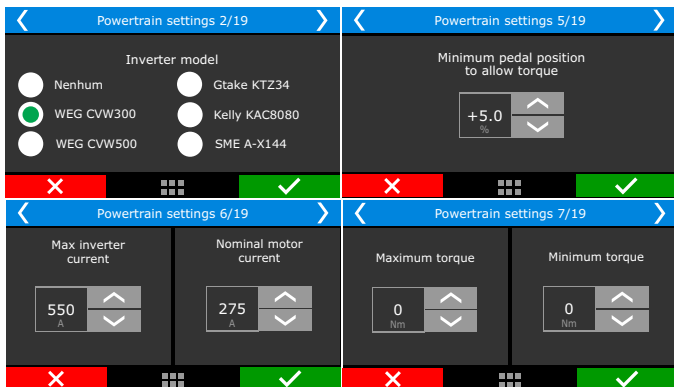 Powertrain settings 2/19
Inverter model
Nenhum
Gtake KTZ34
WEG CVW300
Kelly KAC8080
WEG CVW500
SME A-X144
Powertrain settings 5/19
Minimum pedal position
to allow torque
+5.0
%
Powertrain settings 6/19
Max inverter
current
550
A
Nominal motor
current
275
A
Powertrain settings 7/19
Maximum torque
0
Nm
Minimum torque
0
Nm